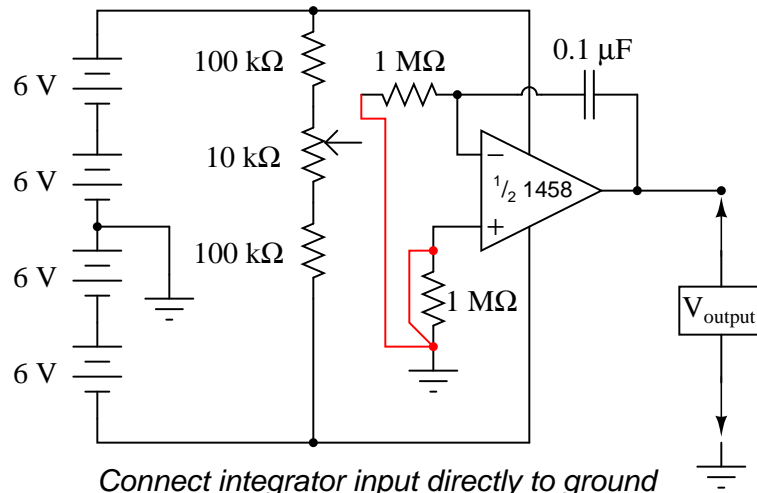 100 kΩ
1 MΩ
0.1 μF
6 V
6 V
10 kΩ
−
1/2 1458
+
6 V
100 kΩ
1 MΩ
Voutput
6 V
Connect integrator input directly to ground